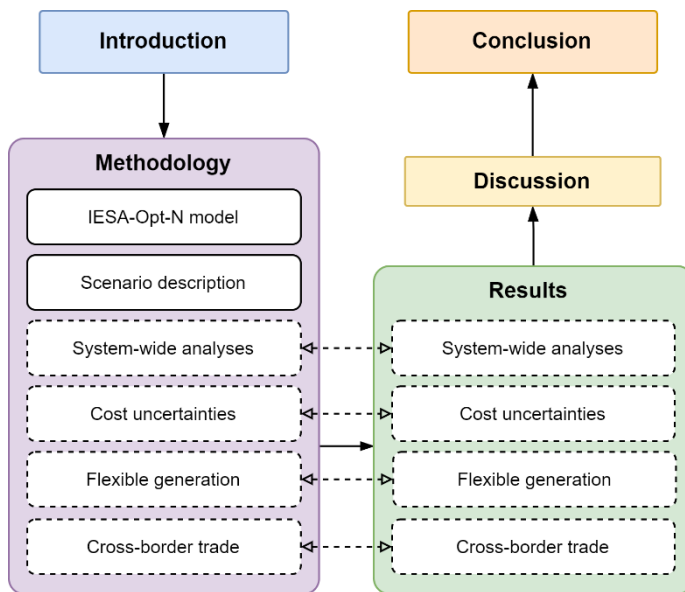 Introduction
Methodology
IESA-Opt-N model
Scenario description
System-wide analyses
Cost uncertainties
Flexible generation
Cross-border trade
Conclusion
Discussion
Results
System-wide analyses
Cost uncertainties
Flexible generation
Cross-border trade